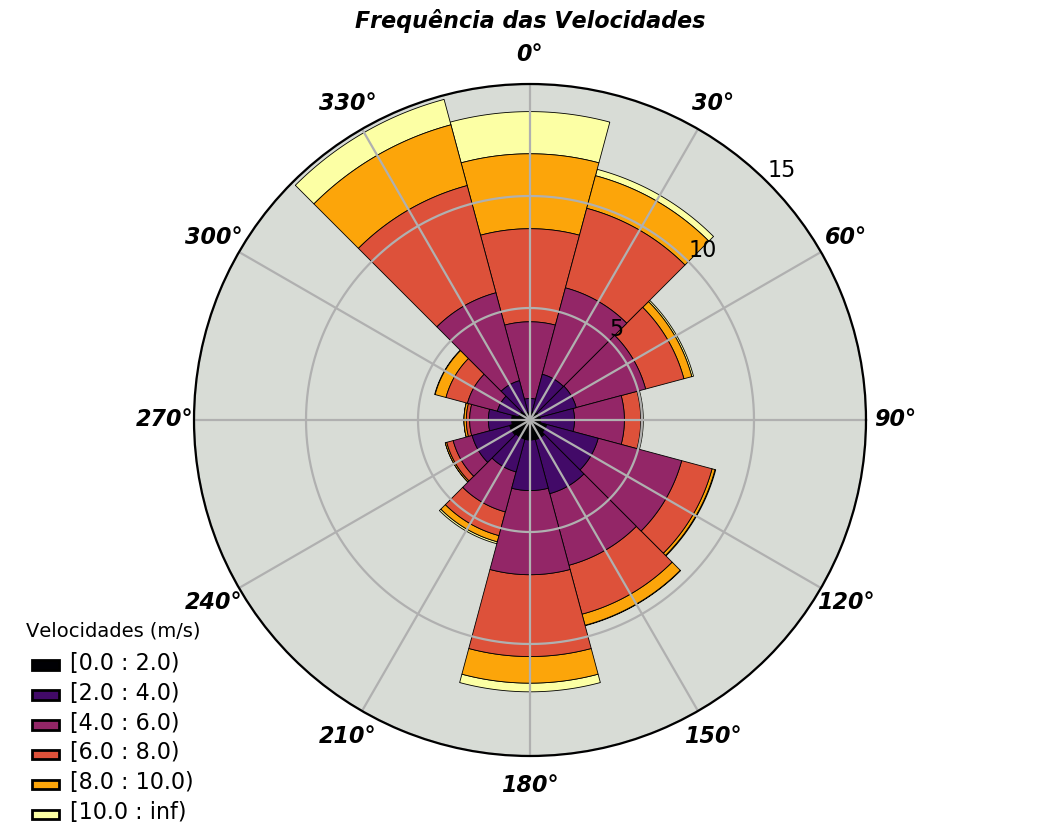 Frequência das Velocidades
0°
330°
30°
15
300°
60°
10
5
270°
90°
240°
120°
210°
150°
180°
Velocidades (m/s)
[0.0 : 2.0)
[2.0 : 4.0)
[4.0 : 6.0)
[6.0 : 8.0)
[8.0 : 10.0)
[10.0 : inf)